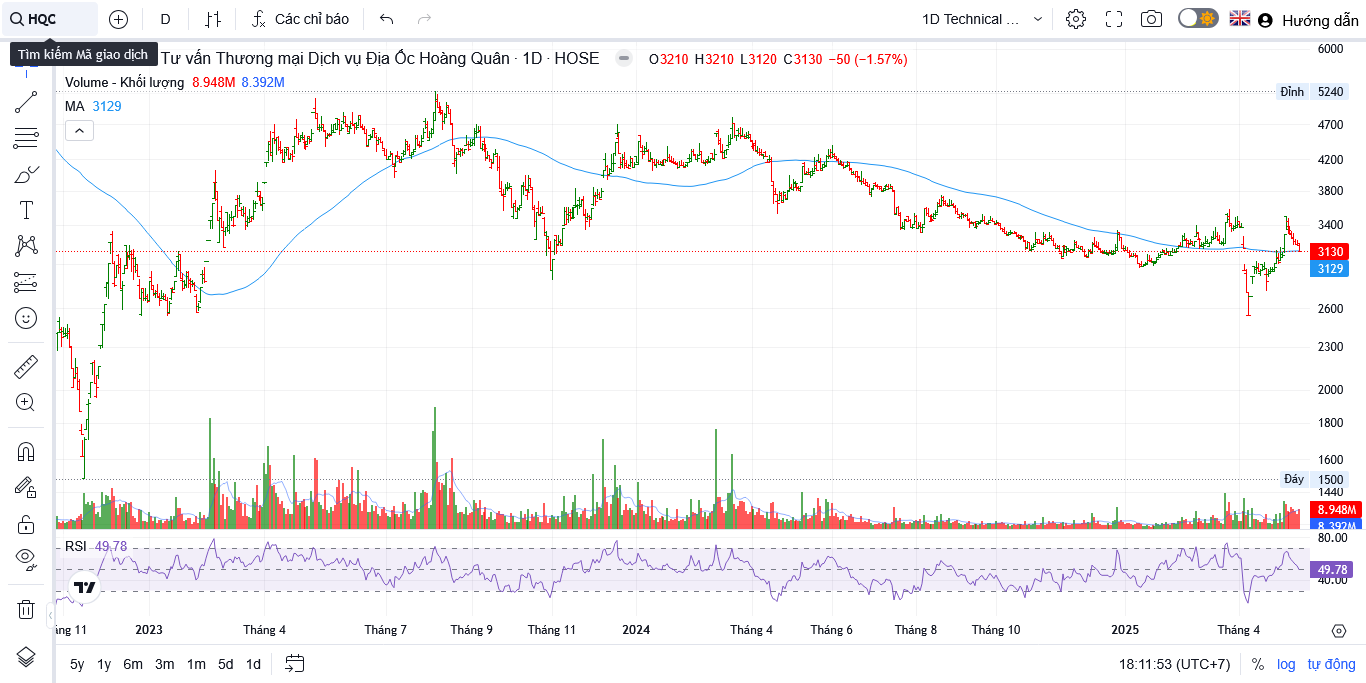 HQC
D
Các chỉ báo
1D Technical ...
Hướng dẫn
Tìm kiếm Mã giao dịch
Tư vấn Thương mại Dịch vụ Địa Ốc Hoàng Quân · 1D · HOSE
O3210 H3210 L3120 C3130 −50 (−1.57%)
Volume - Khối lượng 8.948M 8.392M
MA 3129
6000
Đỉnh 5240
4700
4200
3800
3400
3130
3129
2600
2300
2000
1800
1600
Đáy 1500
1440
8.948M
8.392M
RSI 49.78
80.00
49.78
40.00
áng 11 2023 Tháng 4 Tháng 7 Tháng 9 Tháng 11 2024 Tháng 4 Tháng 6 Tháng 8 Tháng 10 2025 Tháng 4
5y 1y 6m 3m 1m 5d 1d
18:11:53 (UTC+7) % log tự động